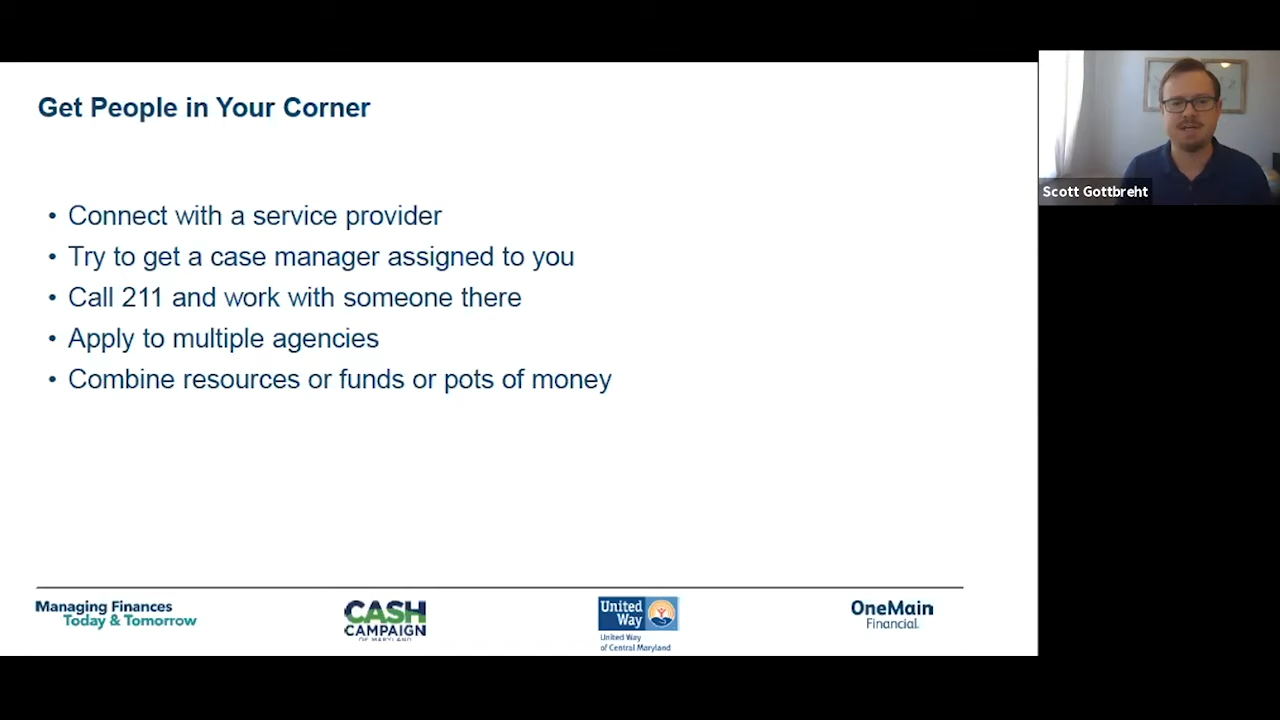 Get People in Your Corner
• Connect with a service provider
• Try to get a case manager assigned to you
• Call 211 and work with someone there
• Apply to multiple agencies
• Combine resources or funds or pots of money
Scott Gottbreht
Managing Finances
Today & Tomorrow
CASH
CAMPAIGN
OF MARYLAND
United
Way
United Way
of Central Maryland
OneMain
Financial.